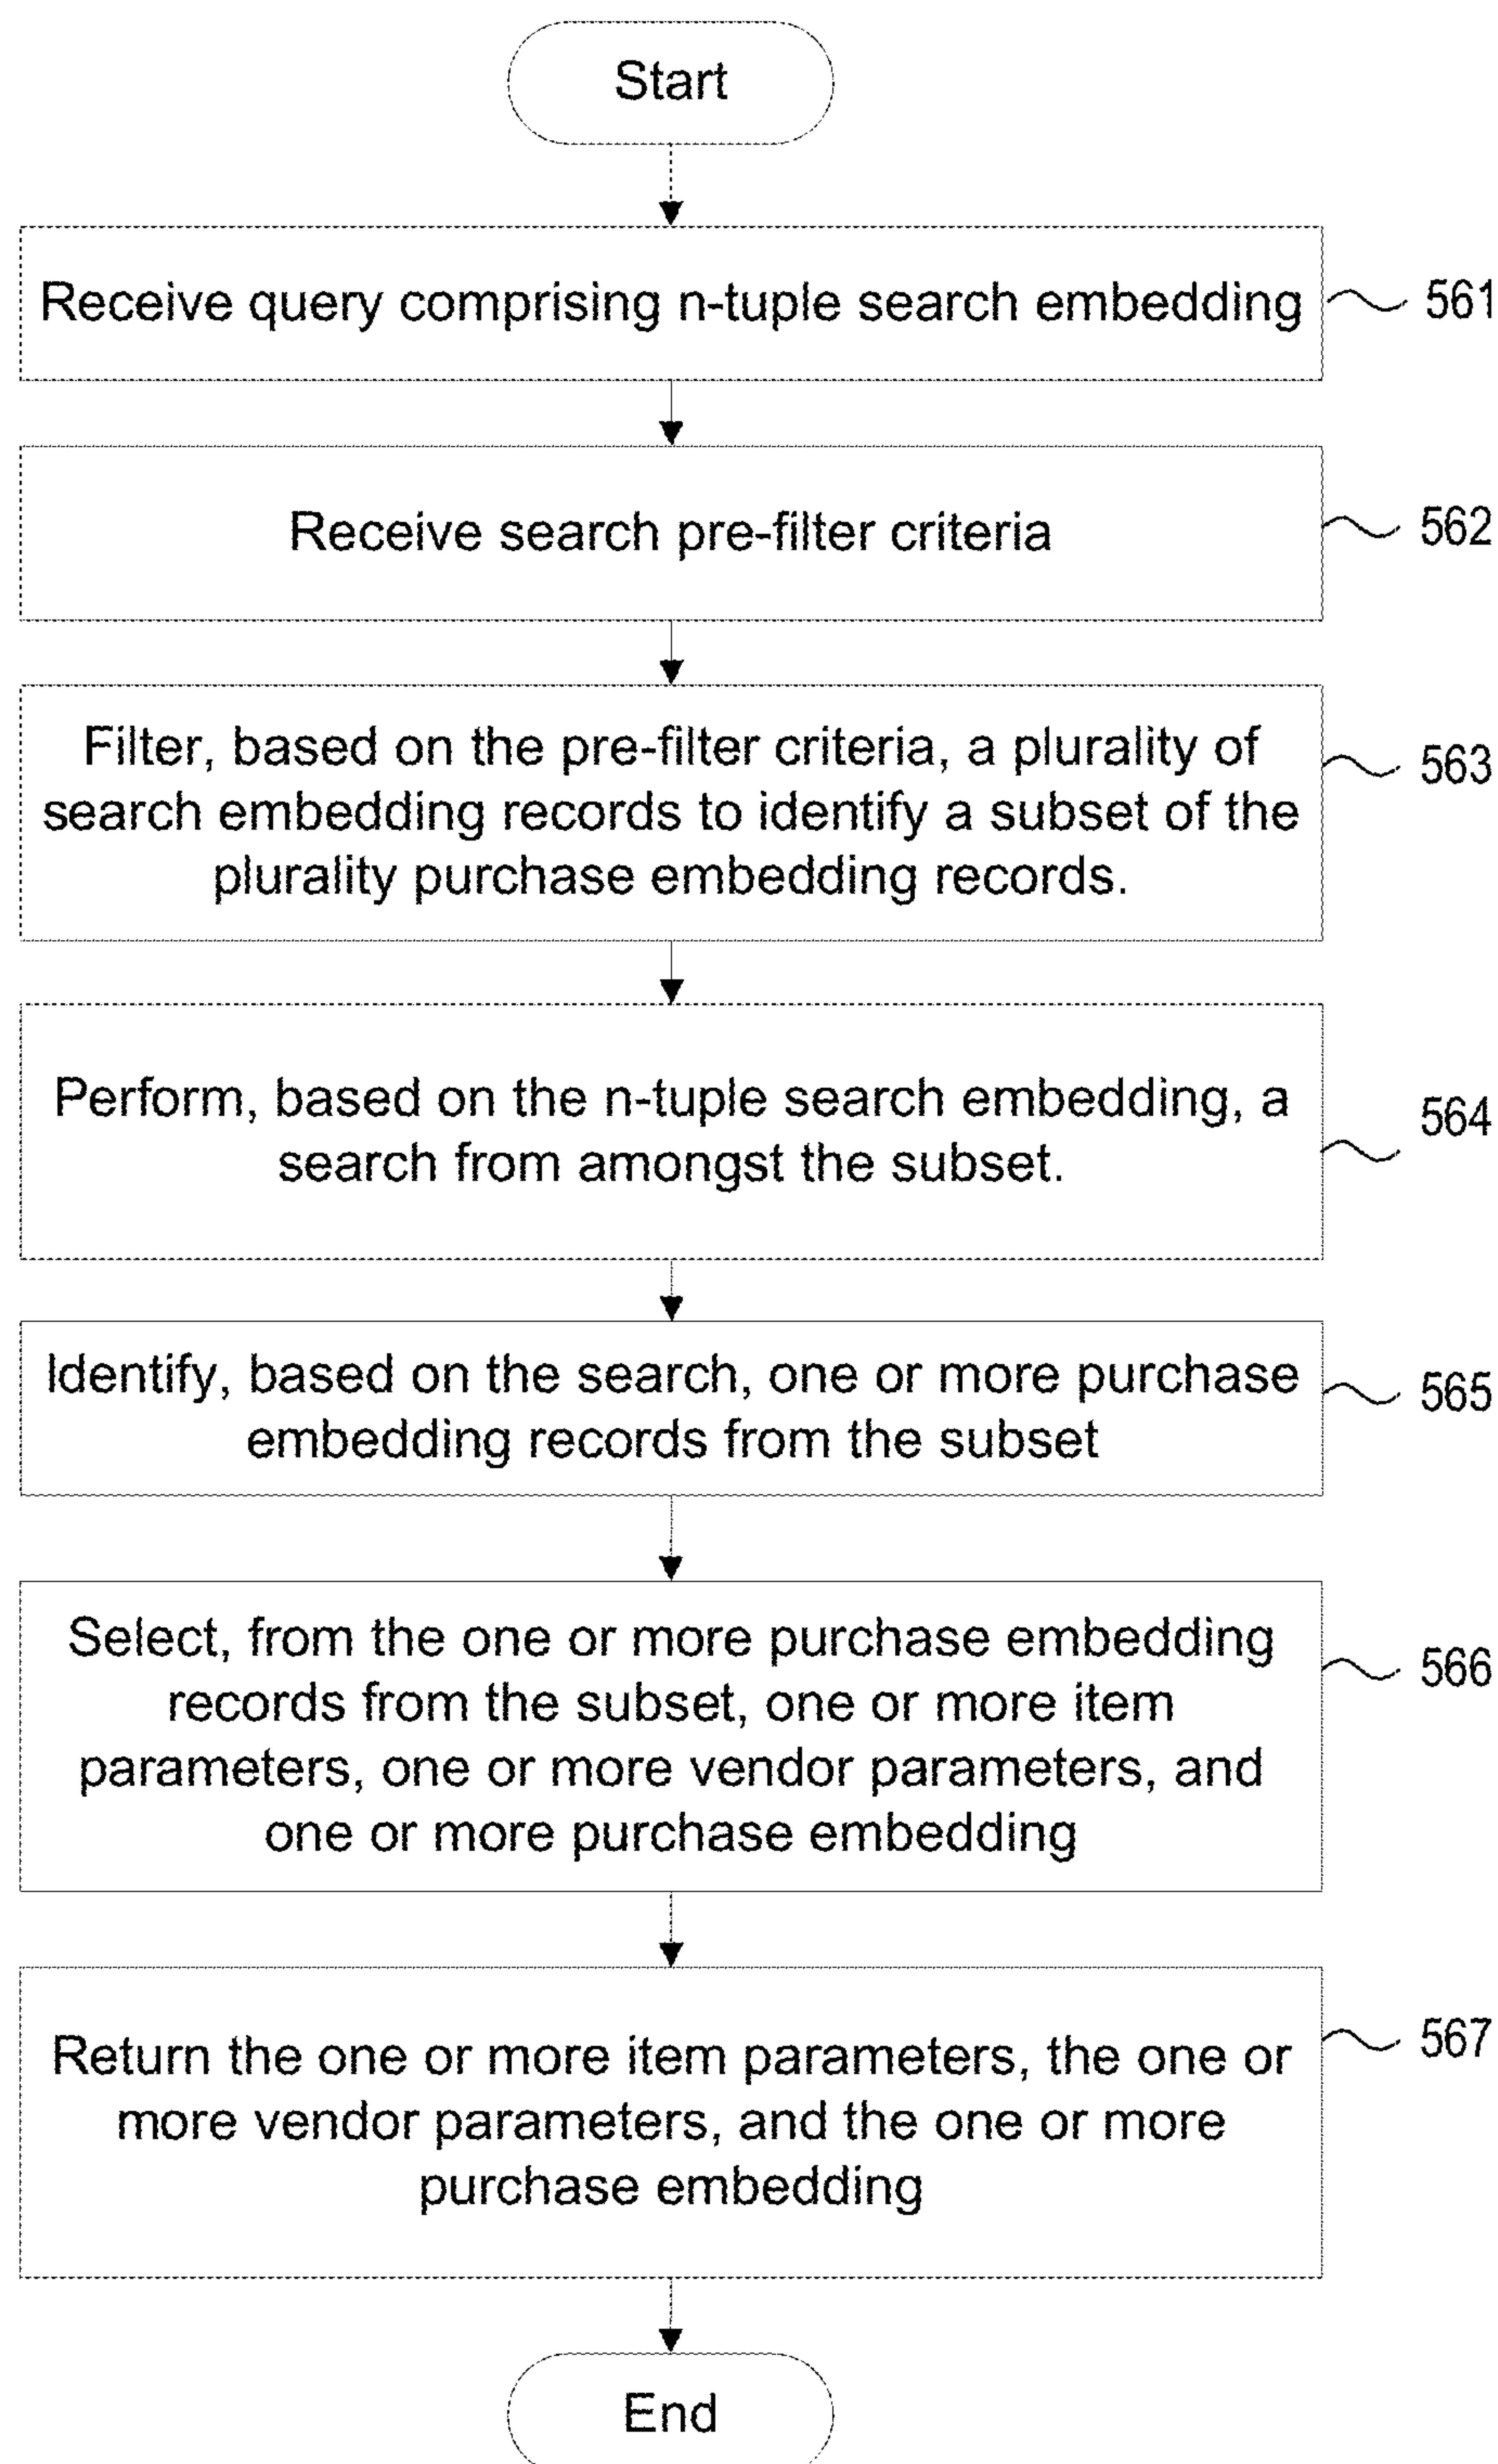 Start
Receive query comprising n-tuple search embedding
561
Receive search pre-filter criteria
562
Filter, based on the pre-filter criteria, a plurality of
search embedding records to identify a subset of the
plurality purchase embedding records.
563
Perform, based on the n-tuple search embedding, a
search from amongst the subset.
564
Identify, based on the search, one or more purchase
embedding records from the subset
565
Select, from the one or more purchase embedding
records from the subset, one or more item
parameters, one or more vendor parameters, and
one or more purchase embedding
566
Return the one or more item parameters, the one or
more vendor parameters, and the one or more
purchase embedding
567
End